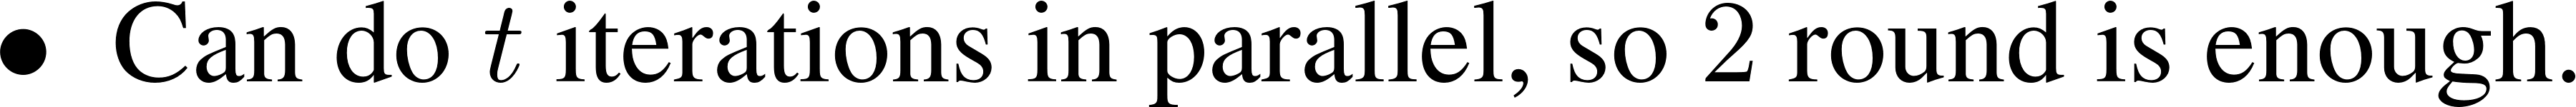 • Can do t iterations in parallel, so 2 round is enough.